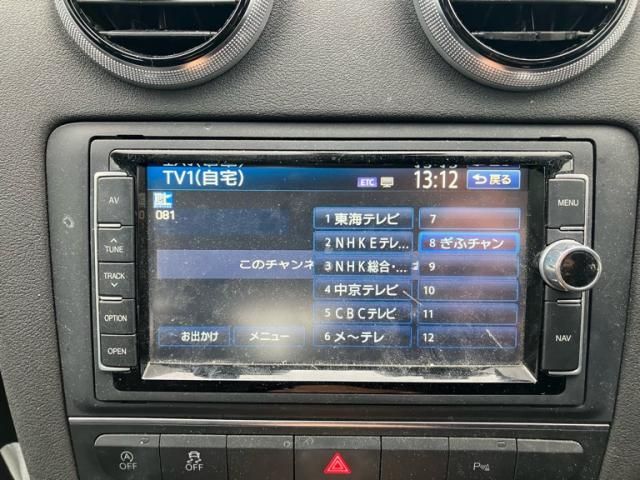 TV1(自宅)
ETC
13:12
戻る
081
1 東海テレビ
7
2 NHKEテレ...
8 ぎふチャン
このチャンネ
3 NHK総合・...
9
4 中京テレビ
10
5 CBCテレビ
11
お出かけ
メニュー
6 メ〜テレ
12
AV
TUNE
TRACK
OPTION
OPEN
MENU
NAV
A
OFF
OFF
P